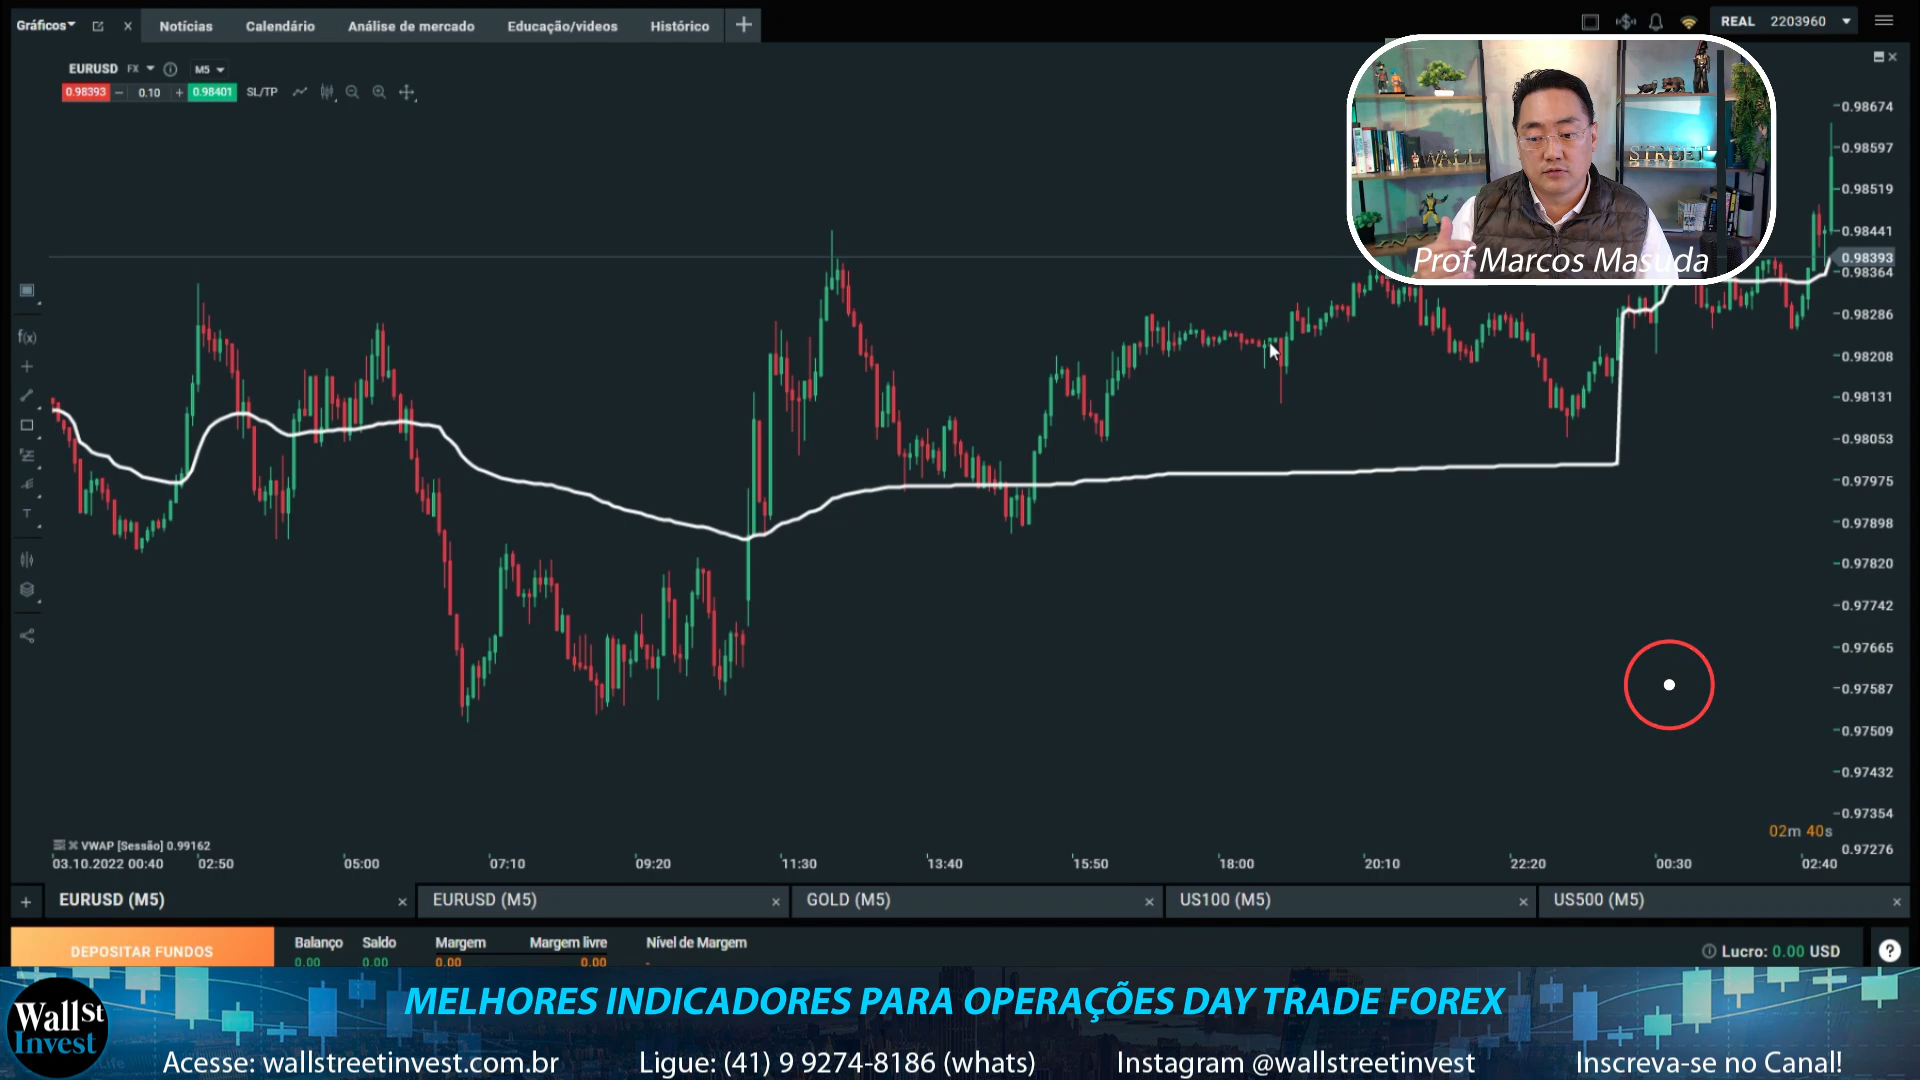 Gráficos
Notícias
Calendário
Análise de mercado
Educação/videos
Histórico
REAL 2203960
EURUSD FX M5
0.98393 − 0.10 + 0.98401 SL/TP
WALL STREET
Prof Marcos Masuda
0.98674
0.98597
0.98519
0.98441
0.98393
0.98364
0.98286
0.98208
0.98131
0.98053
0.97975
0.97898
0.97820
0.97742
0.97665
0.97587
0.97509
0.97432
0.97354
0.97276
f(x)
T
02m 40s
VWAP [Sessão] 0.99162
03.10.2022 00:40 02:50 05:00 07:10 09:20 11:30 13:40 15:50 18:00 20:10 22:20 00:30 02:40
+ EURUSD (M5) × EURUSD (M5) × GOLD (M5) × US100 (M5) × US500 (M5) ×
DEPOSITAR FUNDOS
Balanço Saldo Margem Margem livre Nível de Margem
0.00 0.00 0.00 0.00 -
Lucro: 0.00 USD ?
MELHORES INDICADORES PARA OPERAÇÕES DAY TRADE FOREX
Wall St
Invest
Acesse: wallstreetinvest.com.br Ligue: (41) 9 9274-8186 (whats) Instagram @wallstreetinvest Inscreva-se no Canal!